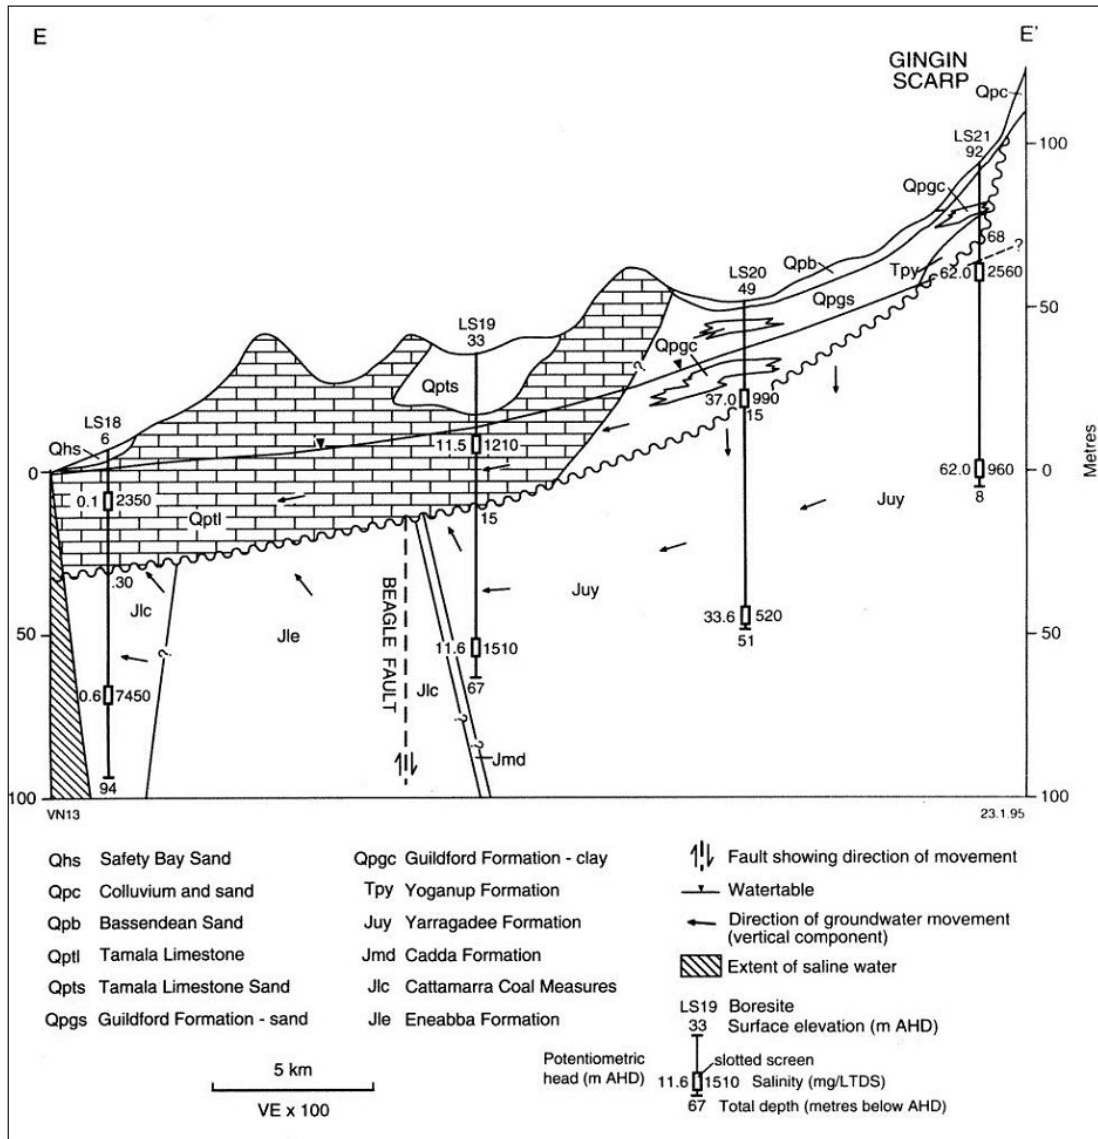 E
E'
GINGIN
SCARP
Qpc
100
LS21
92
Qpgc
68
?
Qpb
Tpy
62.0 2560
LS20
49
Qpgs
50
LS19
33
Qpgc
?
Qpts
37.0 990
15
LS18
6
Qhs
11.5 1210
Metres
0
0
62.0 960
8
0.1 2350
Qptl
Juy
15
.30
Jlc
Jle
BEAGLE FAULT
Juy
33.6 520
51
50
50
?
11.6 1510
67
Jlc
0.6 7450
?
?
Jmd
94
100
100
VN13
23.1.95
Qhs Safety Bay Sand
Qpc Colluvium and sand
Qpb Bassendean Sand
Qptl Tamala Limestone
Qpts Tamala Limestone Sand
Qpgs Guildford Formation - sand
Qpgc Guildford Formation - clay
Tpy Yoganup Formation
Juy Yarragadee Formation
Jmd Cadda Formation
Jlc Cattamarra Coal Measures
Jle Eneabba Formation
Fault showing direction of movement
Watertable
Direction of groundwater movement
(vertical component)
Extent of saline water
LS19 Boresite
33 Surface elevation (m AHD)
slotted screen
Potentiometric
head (m AHD)
11.6 1510 Salinity (mg/LTDS)
67 Total depth (metres below AHD)
5 km
VE x 100